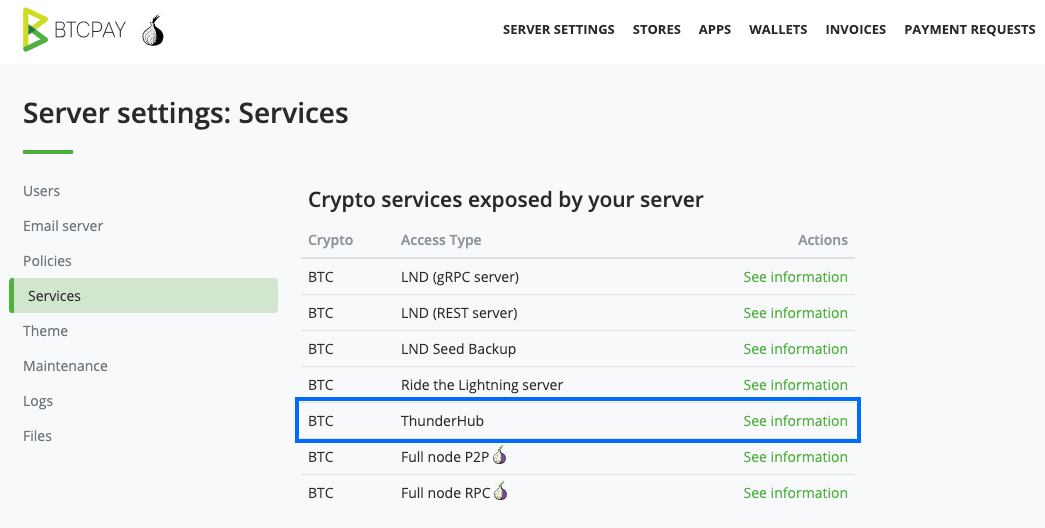 BTCPAY
SERVER SETTINGS STORES APPS WALLETS INVOICES PAYMENT REQUESTS
Server settings: Services
Users
Email server
Policies
Services
Theme
Maintenance
Logs
Files
Crypto services exposed by your server
Crypto Access Type Actions
BTC LND (gRPC server) See information
BTC LND (REST server) See information
BTC LND Seed Backup See information
BTC Ride the Lightning server See information
BTC ThunderHub See information
BTC Full node P2P See information
BTC Full node RPC See information